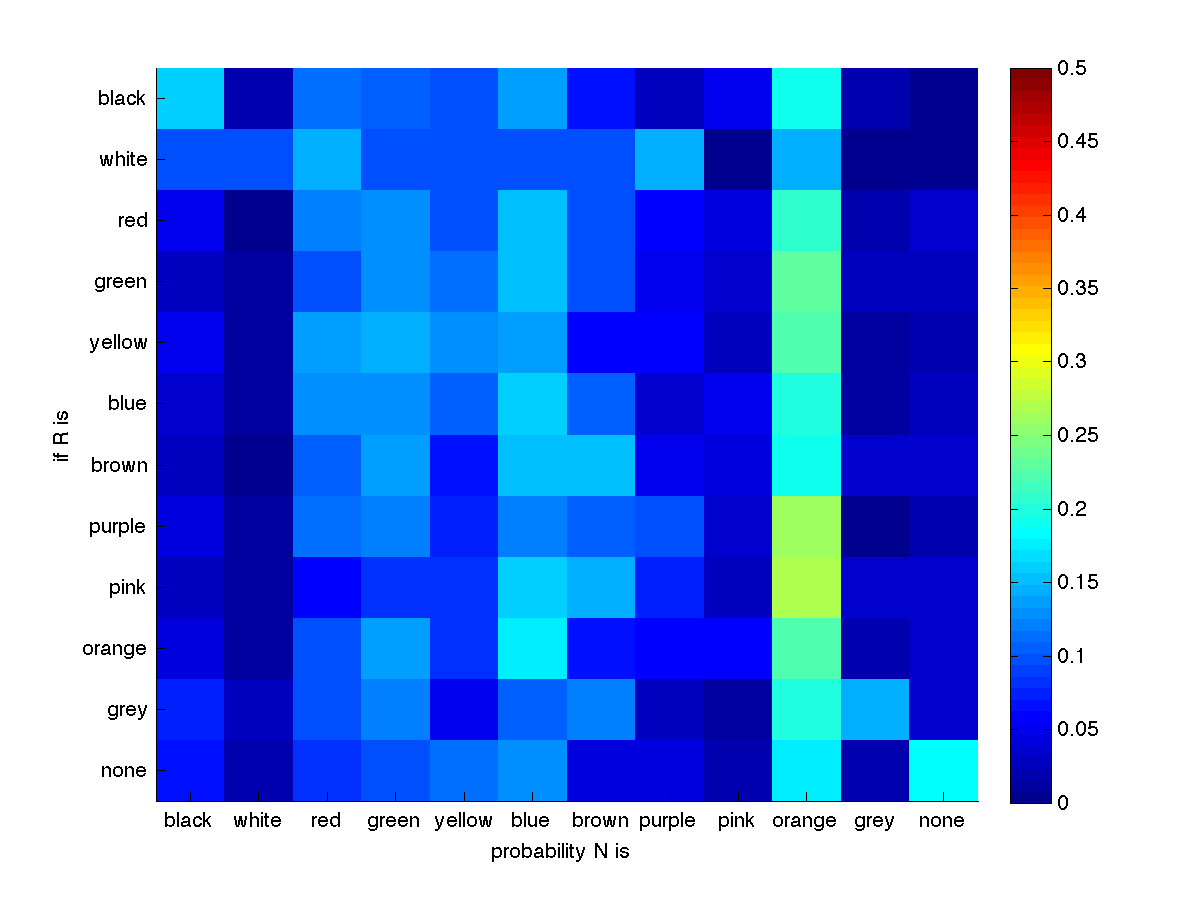 black
white
red
green
yellow
blue
brown
purple
pink
orange
grey
none
if R is
black white red green yellow blue brown purple pink orange grey none
probability N is
0.5
0.45
0.4
0.35
0.3
0.25
0.2
0.15
0.1
0.05
0